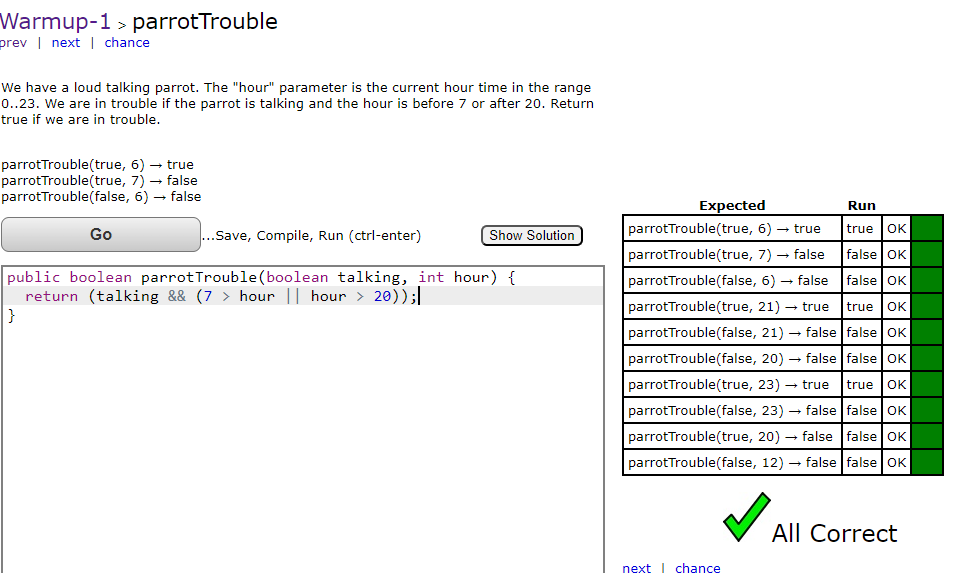 Warmup-1 > parrotTrouble
prev | next | chance
We have a loud talking parrot. The "hour" parameter is the current hour time in the range
0..23. We are in trouble if the parrot is talking and the hour is before 7 or after 20. Return
true if we are in trouble.
parrotTrouble(true, 6) → true
parrotTrouble(true, 7) → false
parrotTrouble(false, 6) → false
Go ...Save, Compile, Run (ctrl-enter) Show Solution
public boolean parrotTrouble(boolean talking, int hour) {
  return (talking && (7 > hour || hour > 20));
}
Expected Run
parrotTrouble(true, 6) → true true OK
parrotTrouble(true, 7) → false false OK
parrotTrouble(false, 6) → false false OK
parrotTrouble(true, 21) → true true OK
parrotTrouble(false, 21) → false false OK
parrotTrouble(false, 20) → false false OK
parrotTrouble(true, 23) → true true OK
parrotTrouble(false, 23) → false false OK
parrotTrouble(true, 20) → false false OK
parrotTrouble(false, 12) → false false OK
All Correct
next | chance